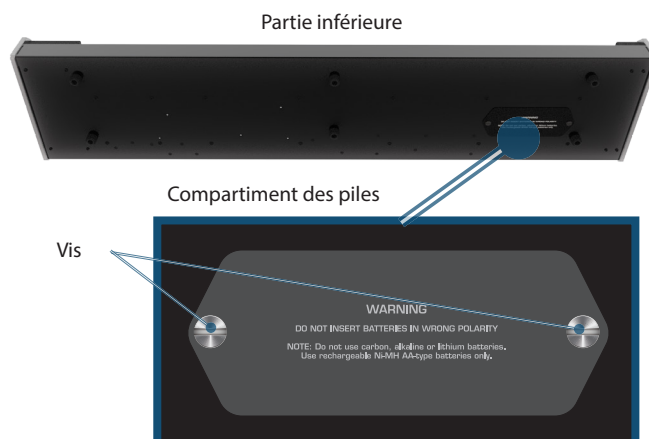 Partie inférieure
Compartiment des piles
Vis
WARNING
DO NOT INSERT BATTERIES IN WRONG POLARITY
NOTE: Do not use carbon, alkaline or lithium batteries.
Use rechargeable Ni-MH AA-type batteries only.